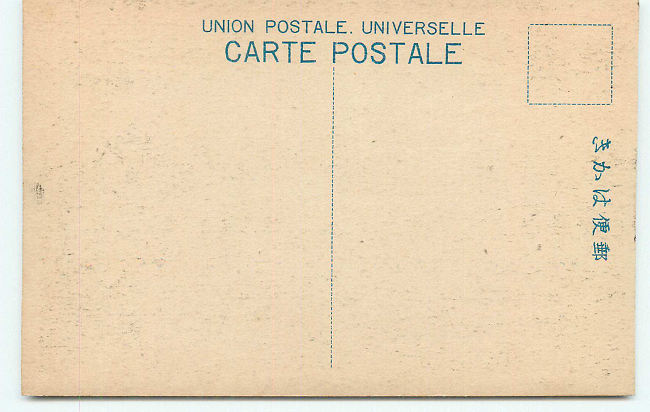 UNION POSTALE. UNIVERSELLE
CARTE POSTALE
郵便はかき